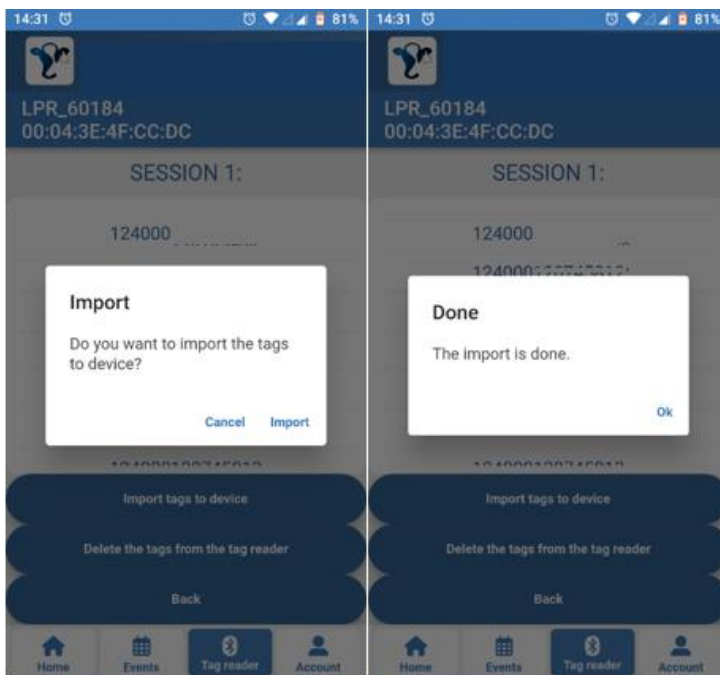 14:31 81%
LPR_60184
00:04:3E:4F:CC:DC
SESSION 1:
124000
Import
Do you want to import the tags
to device?
Cancel Import
Import tags to device
Delete the tags from the tag reader
Back
Home Events Tag reader Account
14:31 81%
LPR_60184
00:04:3E:4F:CC:DC
SESSION 1:
124000
Done
The import is done.
Ok
Import tags to device
Delete the tags from the tag reader
Back
Home Events Tag reader Account